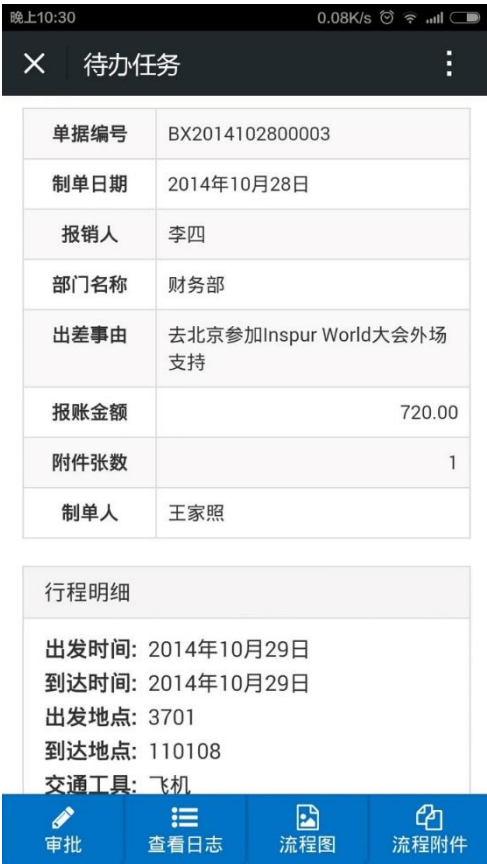 晚上10:30 0.08K/s
待办任务
单据编号 BX2014102800003
制单日期 2014年10月28日
报销人 李四
部门名称 财务部
出差事由 去北京参加Inspur World大会外场
支持
报账金额 720.00
附件张数 1
制单人 王家照
行程明细
出发时间: 2014年10月29日
到达时间: 2014年10月29日
出发地点: 3701
到达地点: 110108
交通工具: 飞机
审批 查看日志 流程图 流程附件